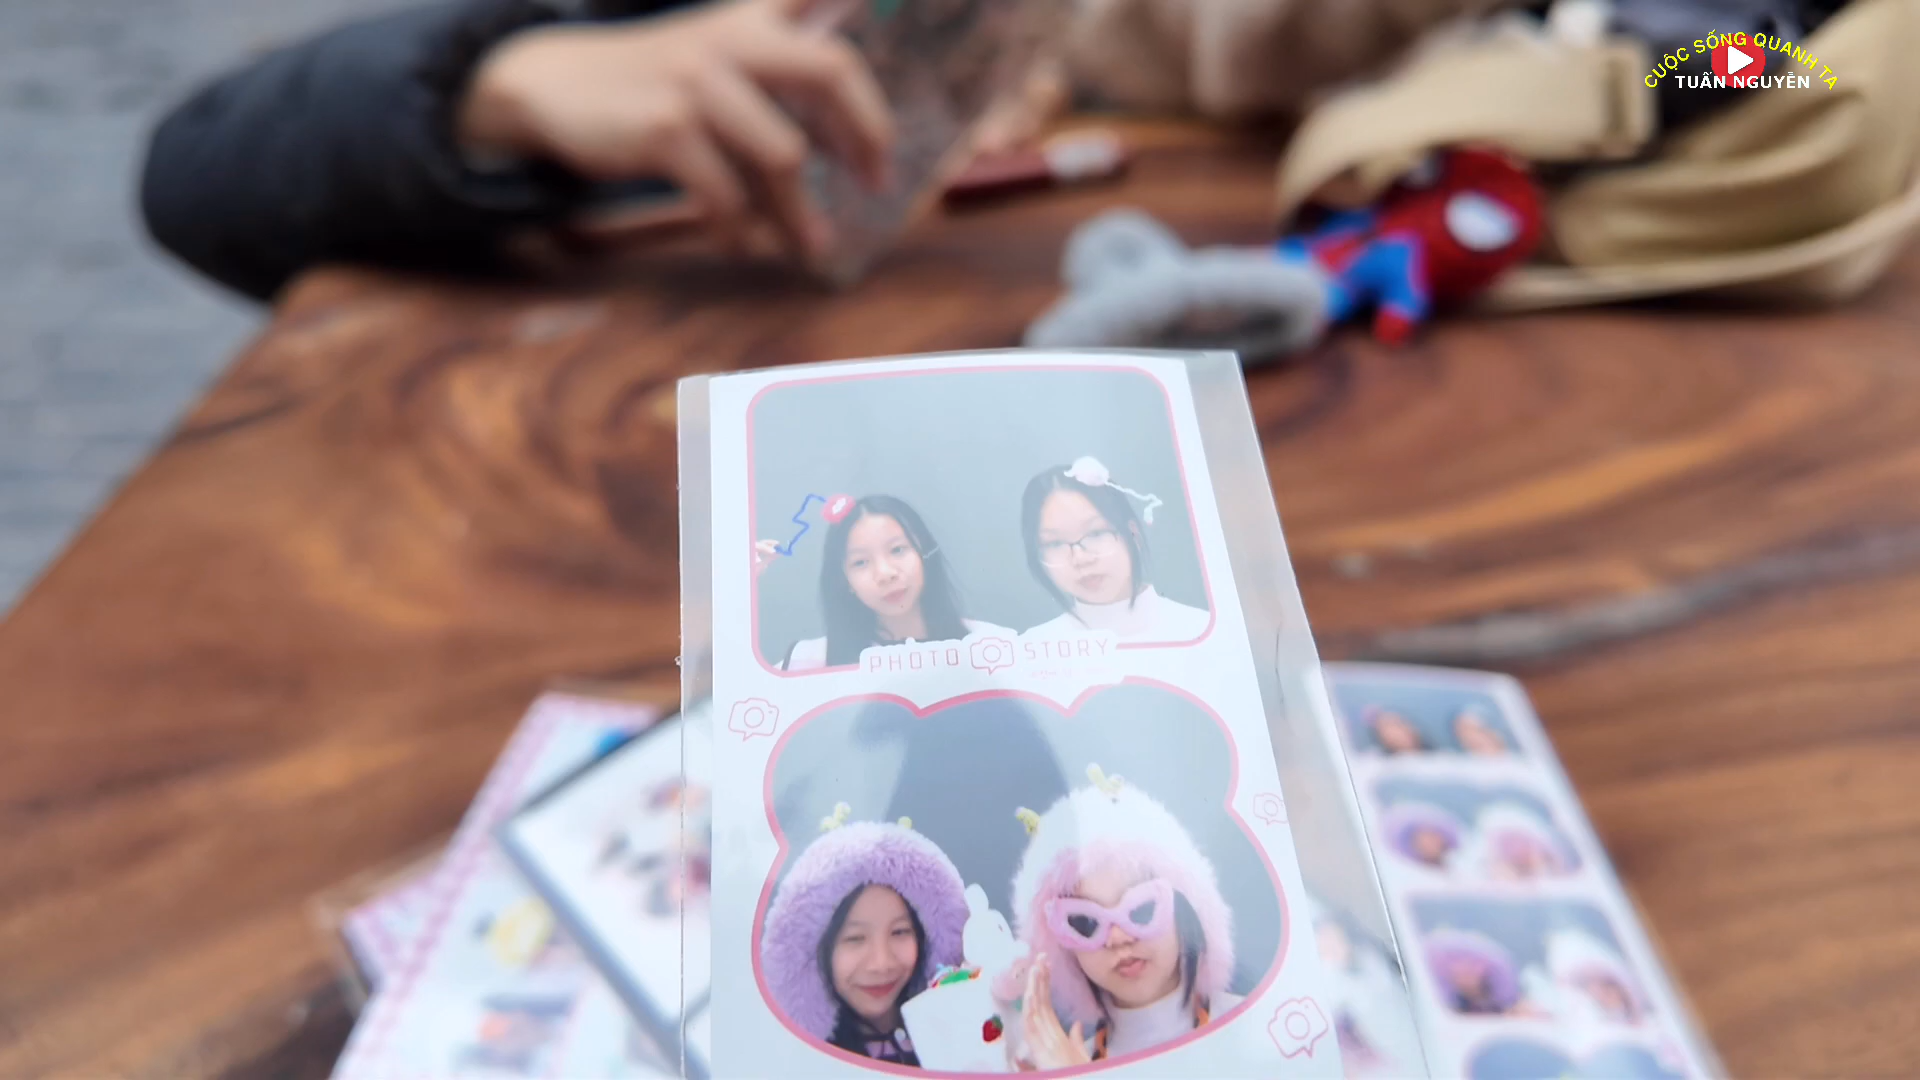 CUỘC SỐNG QUANH TA
TUẤN NGUYỄN
PHOTO STORY